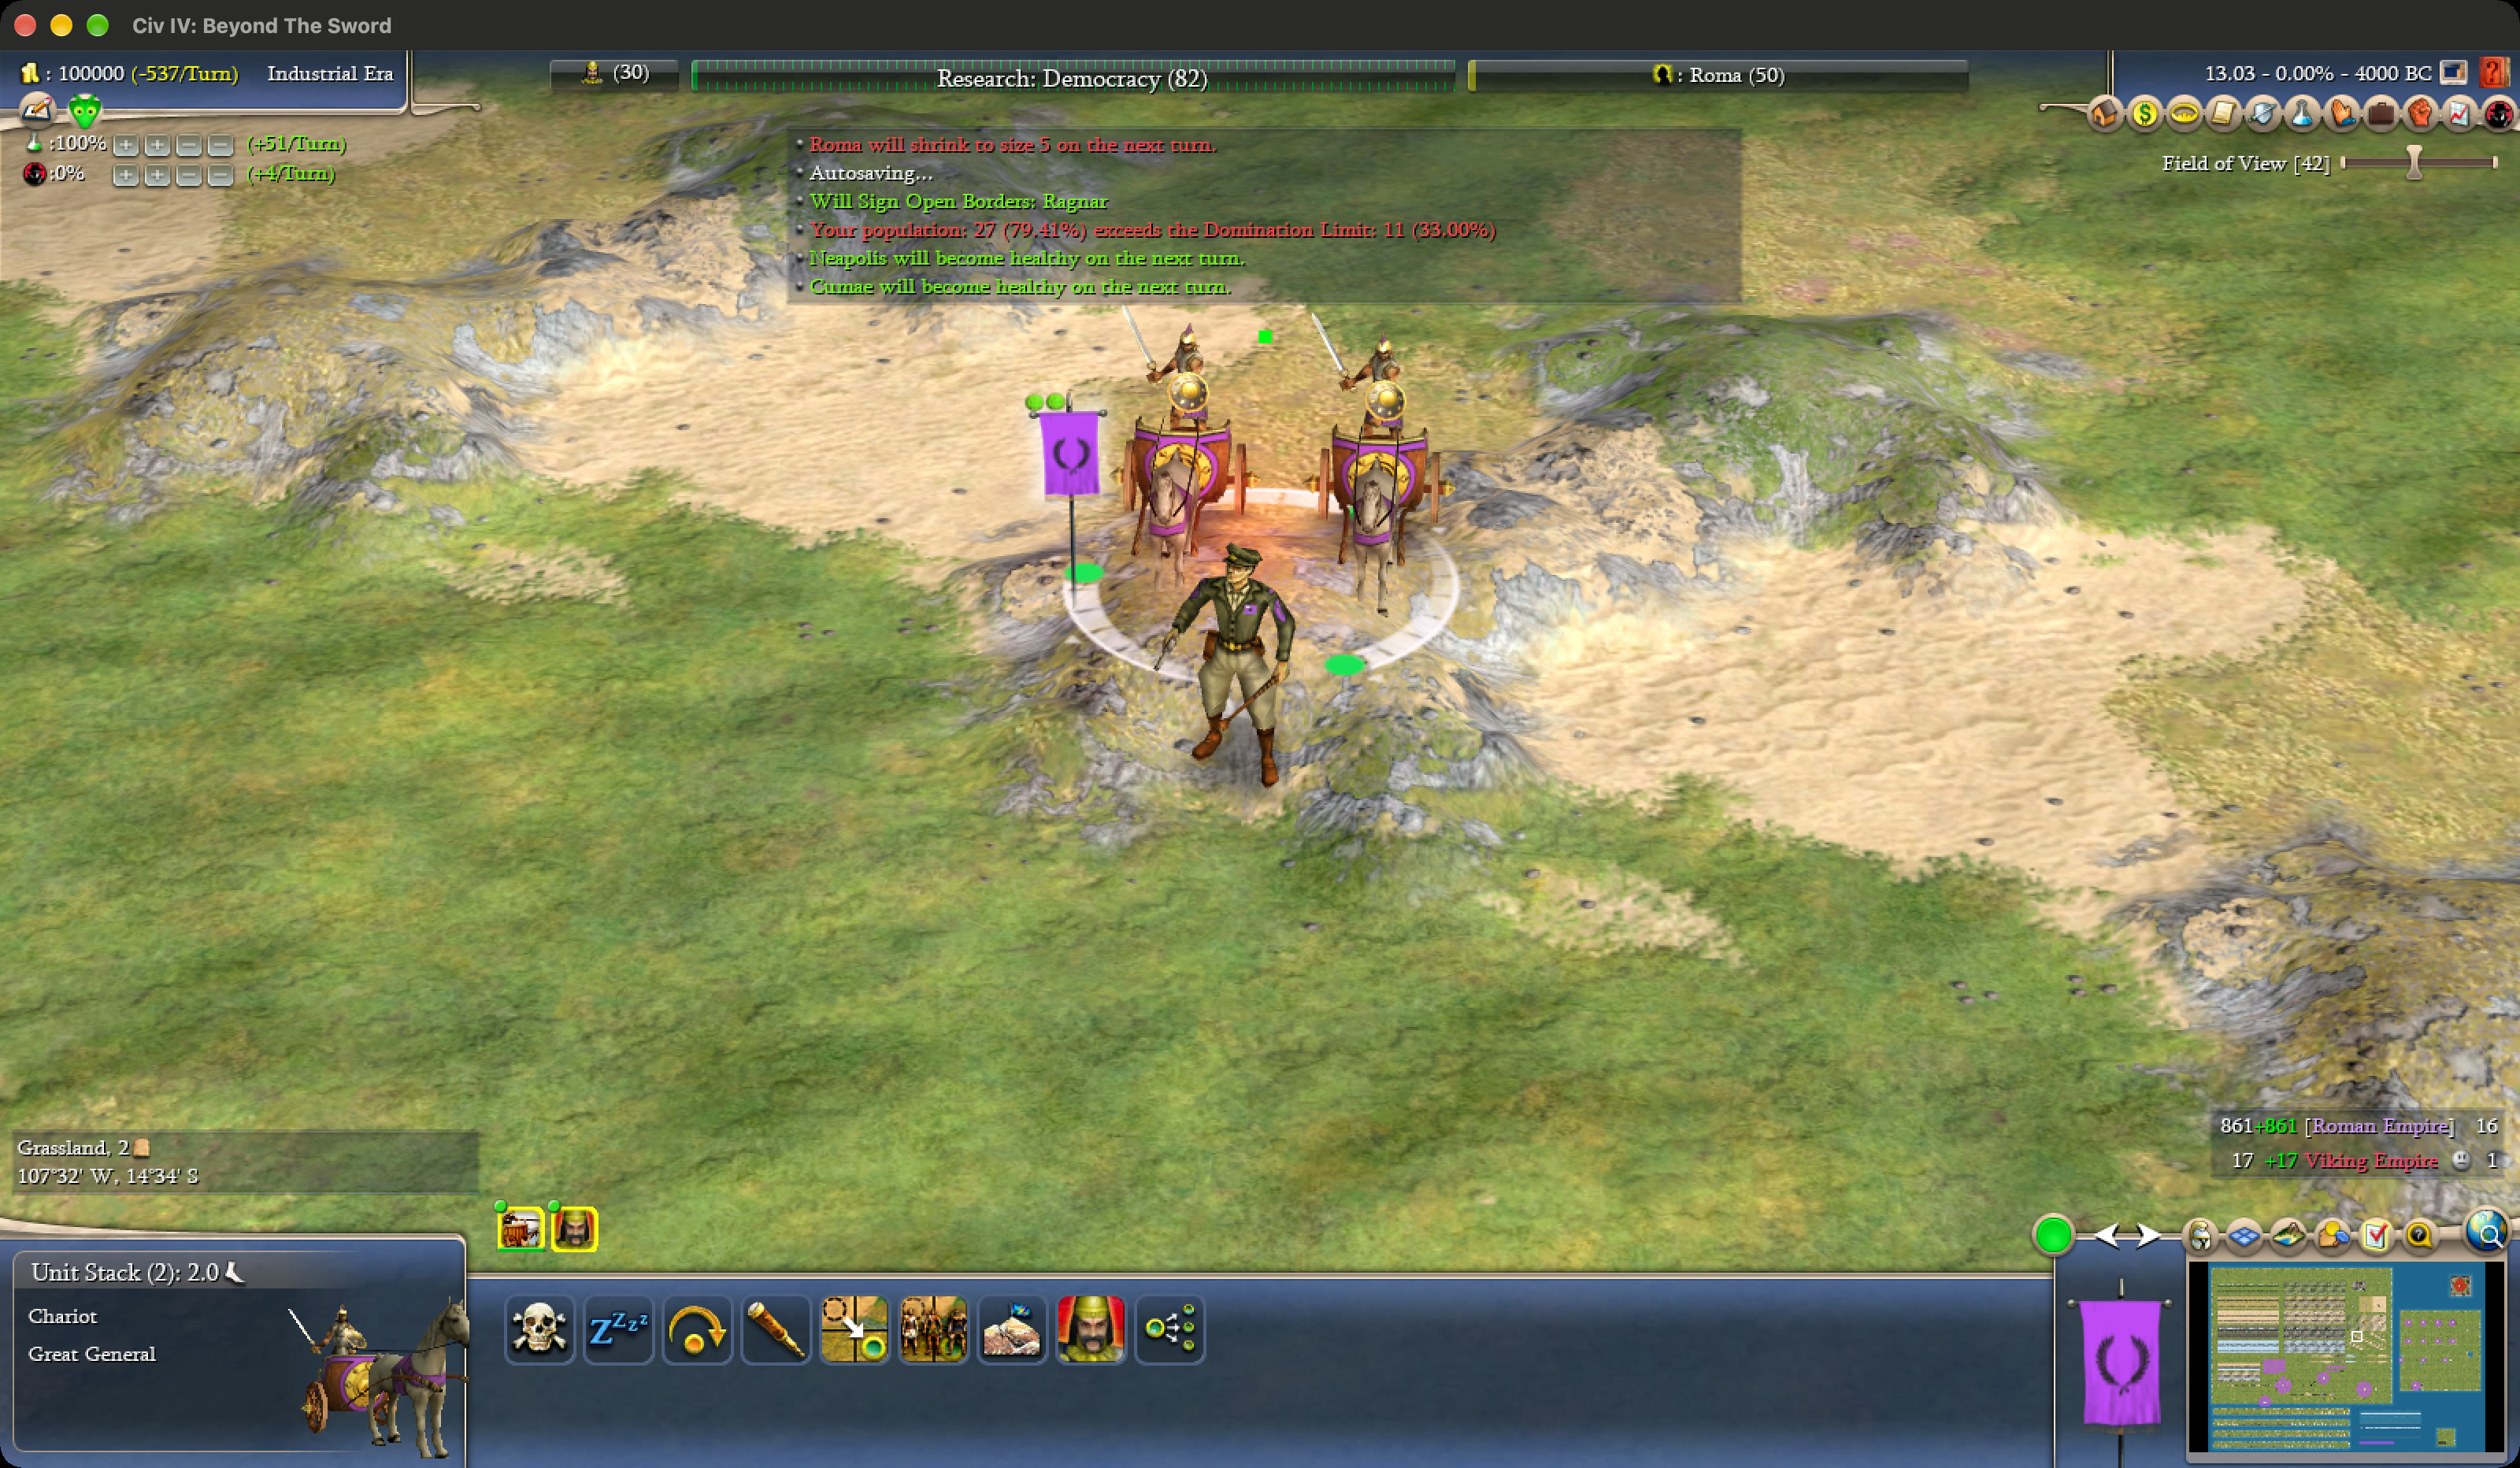 Civ IV: Beyond The Sword
: 100000 (-537/Turn) Industrial Era
(30)
Research: Democracy (82)
: Roma (50)
13.03 - 0.00% - 4000 BC
:100% (+51/Turn)
:0% (+4/Turn)
Field of View [42]
* Roma will shrink to size 5 on the next turn.
* Autosaving...
* Will Sign Open Borders: Ragnar
* Your population: 27 (79.41%) exceeds the Domination Limit: 11 (33.00%)
* Neapolis will become healthy on the next turn.
* Cumae will become healthy on the next turn.
Grassland, 2
107°32' W, 14°34' S
861+861 [Roman Empire] 16
17 +17 Viking Empire 1
Unit Stack (2): 2.0
Chariot
Great General
Zzzz